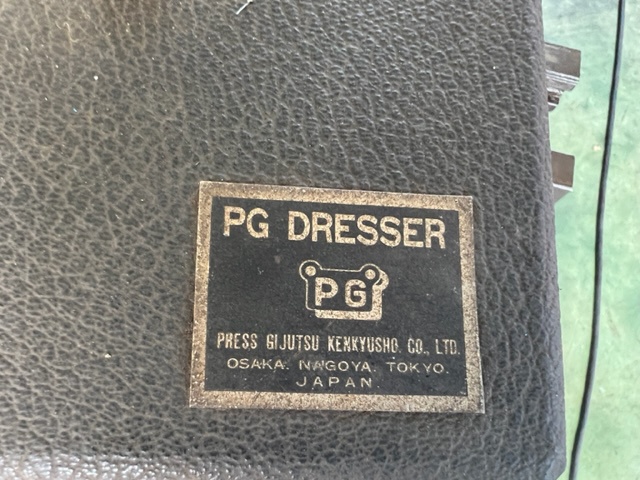 PG DRESSER
PG
PRESS GIJUTSU KENKYUSHO CO., LTD.
OSAKA. NAGOYA. TOKYO.
JAPAN